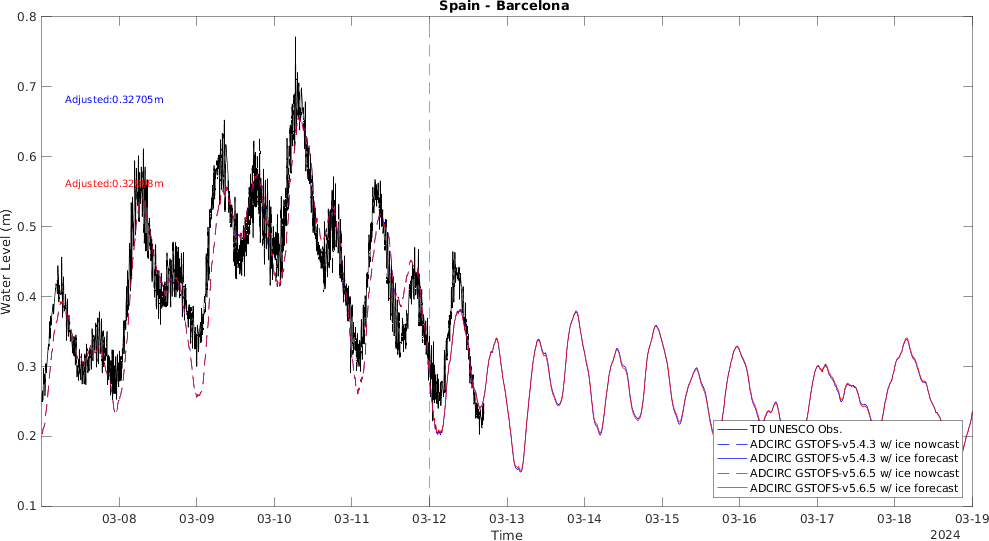 Spain - Barcelona
0.8
0.7
0.6
0.5
0.4
0.3
0.2
0.1
Water Level (m)
Adjusted:0.32705m
TD UNESCO Obs.
ADCIRC GSTOFS-v5.4.3 w/ ice nowcast
ADCIRC GSTOFS-v5.4.3 w/ ice forecast
ADCIRC GSTOFS-v5.6.5 w/ ice nowcast
ADCIRC GSTOFS-v5.6.5 w/ ice forecast
03-08 03-09 03-10 03-11 03-12 03-13 03-14 03-15 03-16 03-17 03-18 03-19
Time
2024